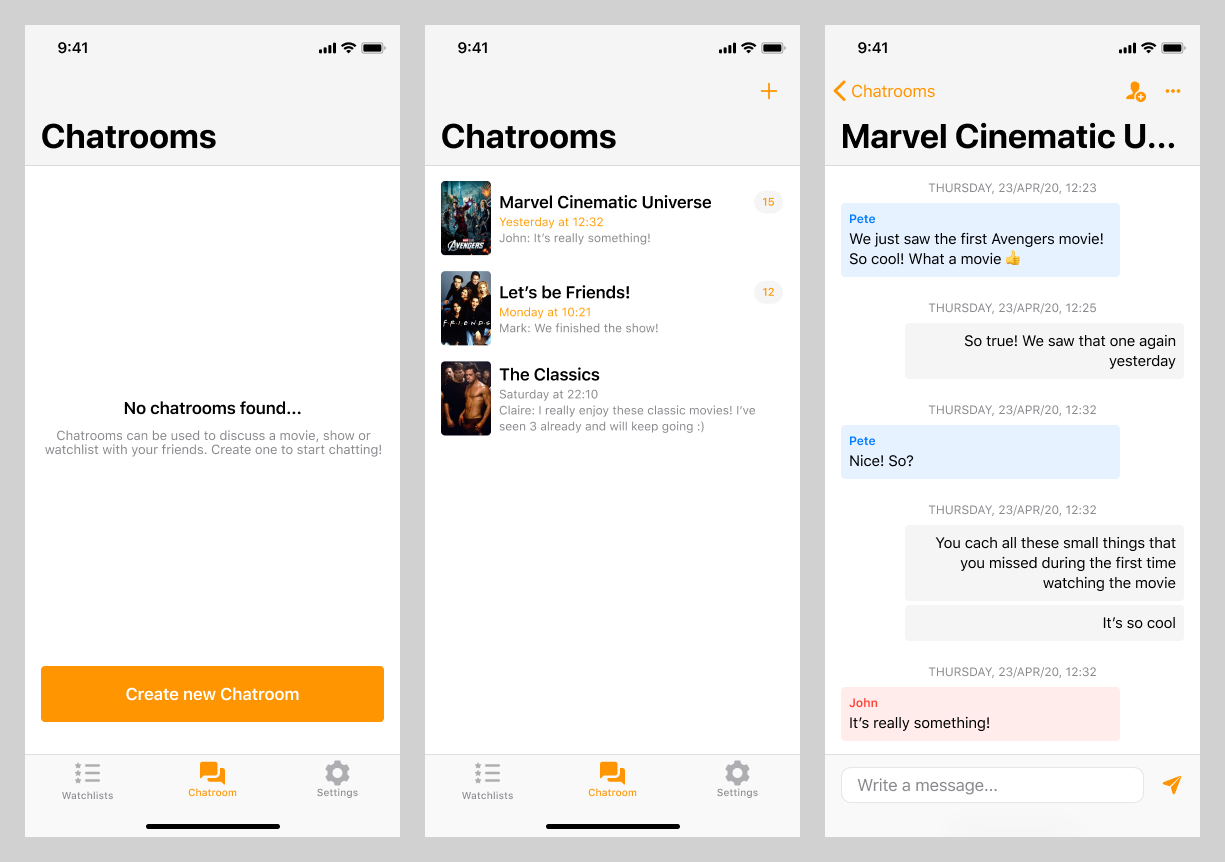 9:41
Chatrooms
No chatrooms found...
Chatrooms can be used to discuss a movie, show or
watchlist with your friends. Create one to start chatting!
Create new Chatroom
Watchlists
Chatroom
Settings
9:41
Chatrooms
AVENGERS
Marvel Cinematic Universe
15
Yesterday at 12:32
John: It's really something!
F·R·I·E·N·D·S
Let's be Friends!
12
Monday at 10:21
Mark: We finished the show!
The Classics
Saturday at 22:10
Claire: I really enjoy these classic movies! I've
seen 3 already and will keep going :)
Watchlists
Chatroom
Settings
9:41
Chatrooms
Marvel Cinematic U...
THURSDAY, 23/APR/20, 12:23
Pete
We just saw the first Avengers movie!
So cool! What a movie 👍
THURSDAY, 23/APR/20, 12:25
So true! We saw that one again
yesterday
THURSDAY, 23/APR/20, 12:32
Pete
Nice! So?
THURSDAY, 23/APR/20, 12:32
You cach all these small things that
you missed during the first time
watching the movie
It's so cool
THURSDAY, 23/APR/20, 12:32
John
It's really something!
Write a message...